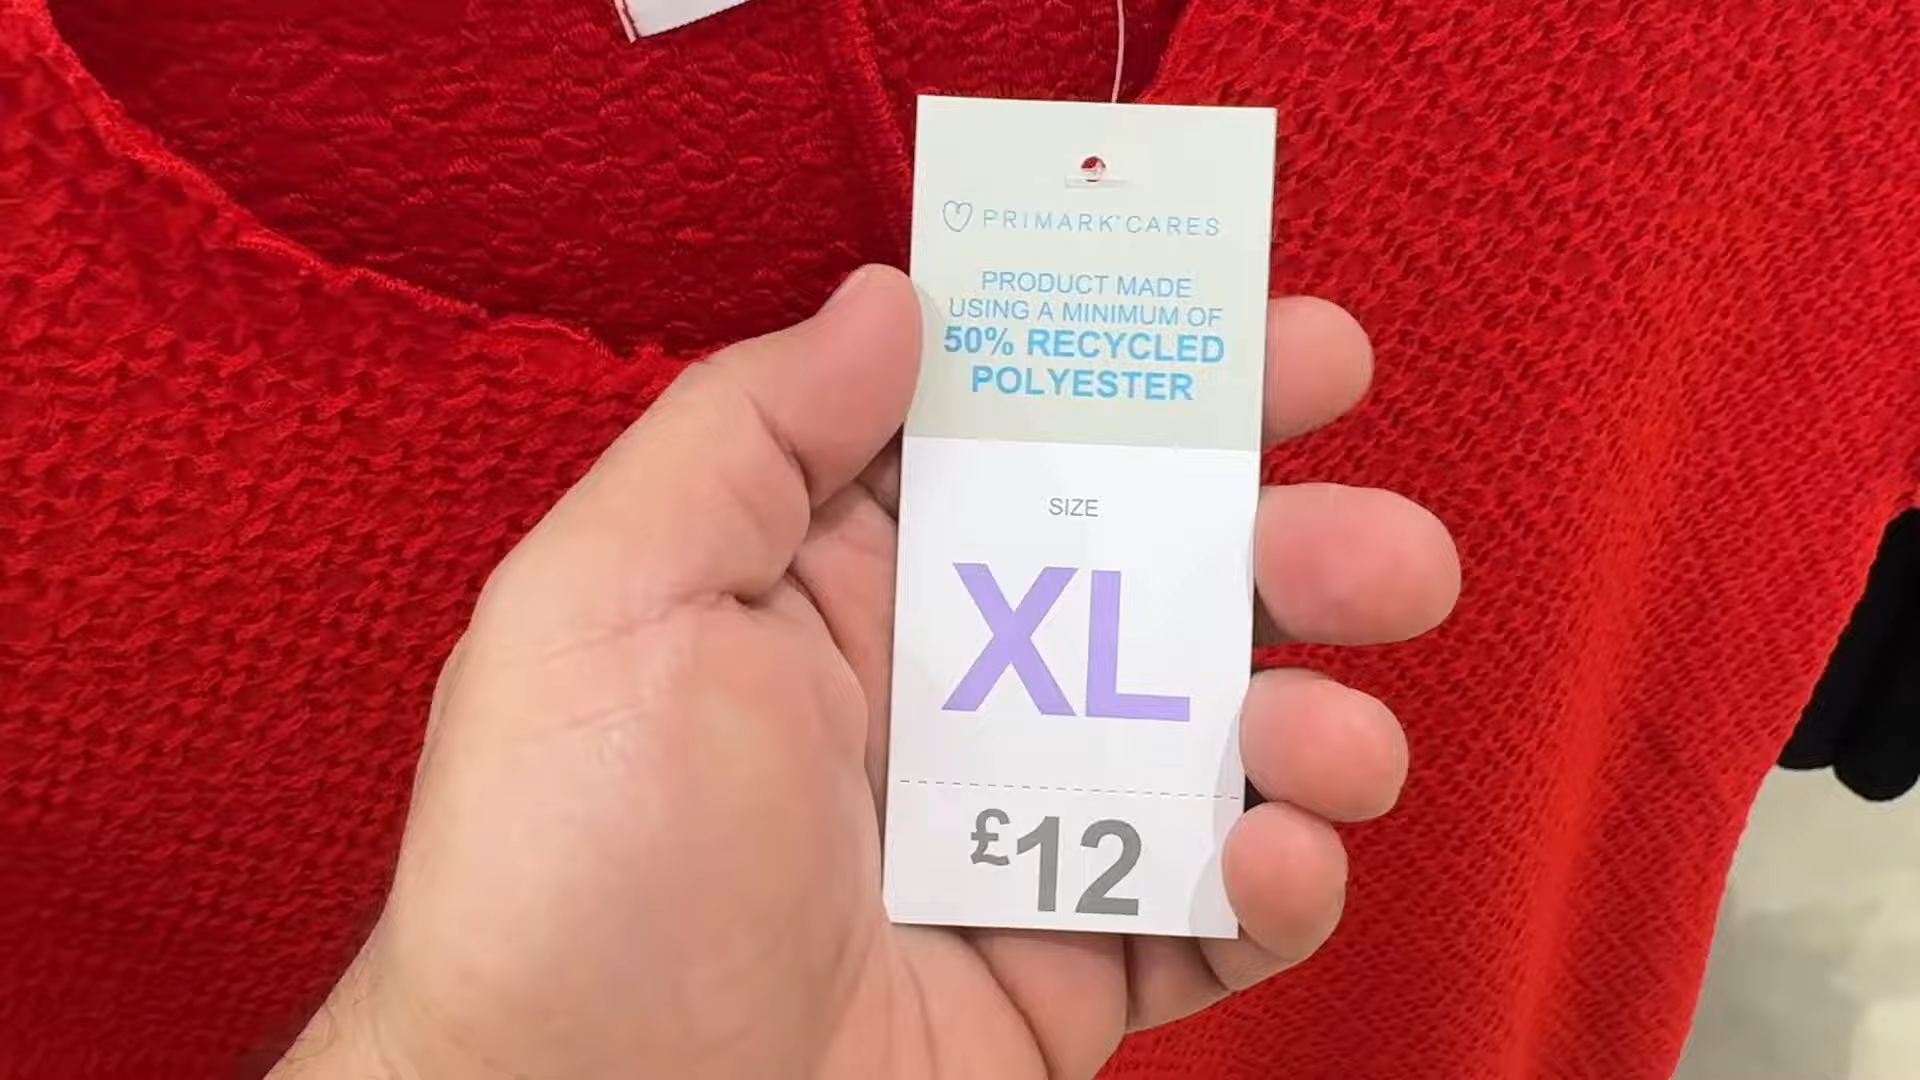 PRIMARK® CARES
PRODUCT MADE
USING A MINIMUM OF
50% RECYCLED
POLYESTER
SIZE
XL
£12